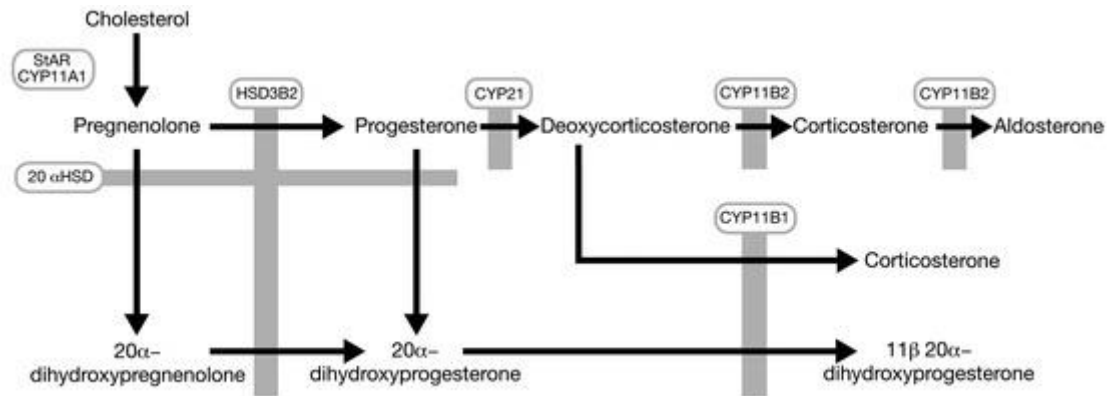 Cholesterol
StAR
CYP11A1
HSD3B2
CYP21
CYP11B2
CYP11B2
Pregnenolone
Progesterone
Deoxycorticosterone
Corticosterone
Aldosterone
20 αHSD
CYP11B1
Corticosterone
20α–
dihydroxypregnenolone
20α–
dihydroxyprogesterone
11β 20α–
dihydroxyprogesterone